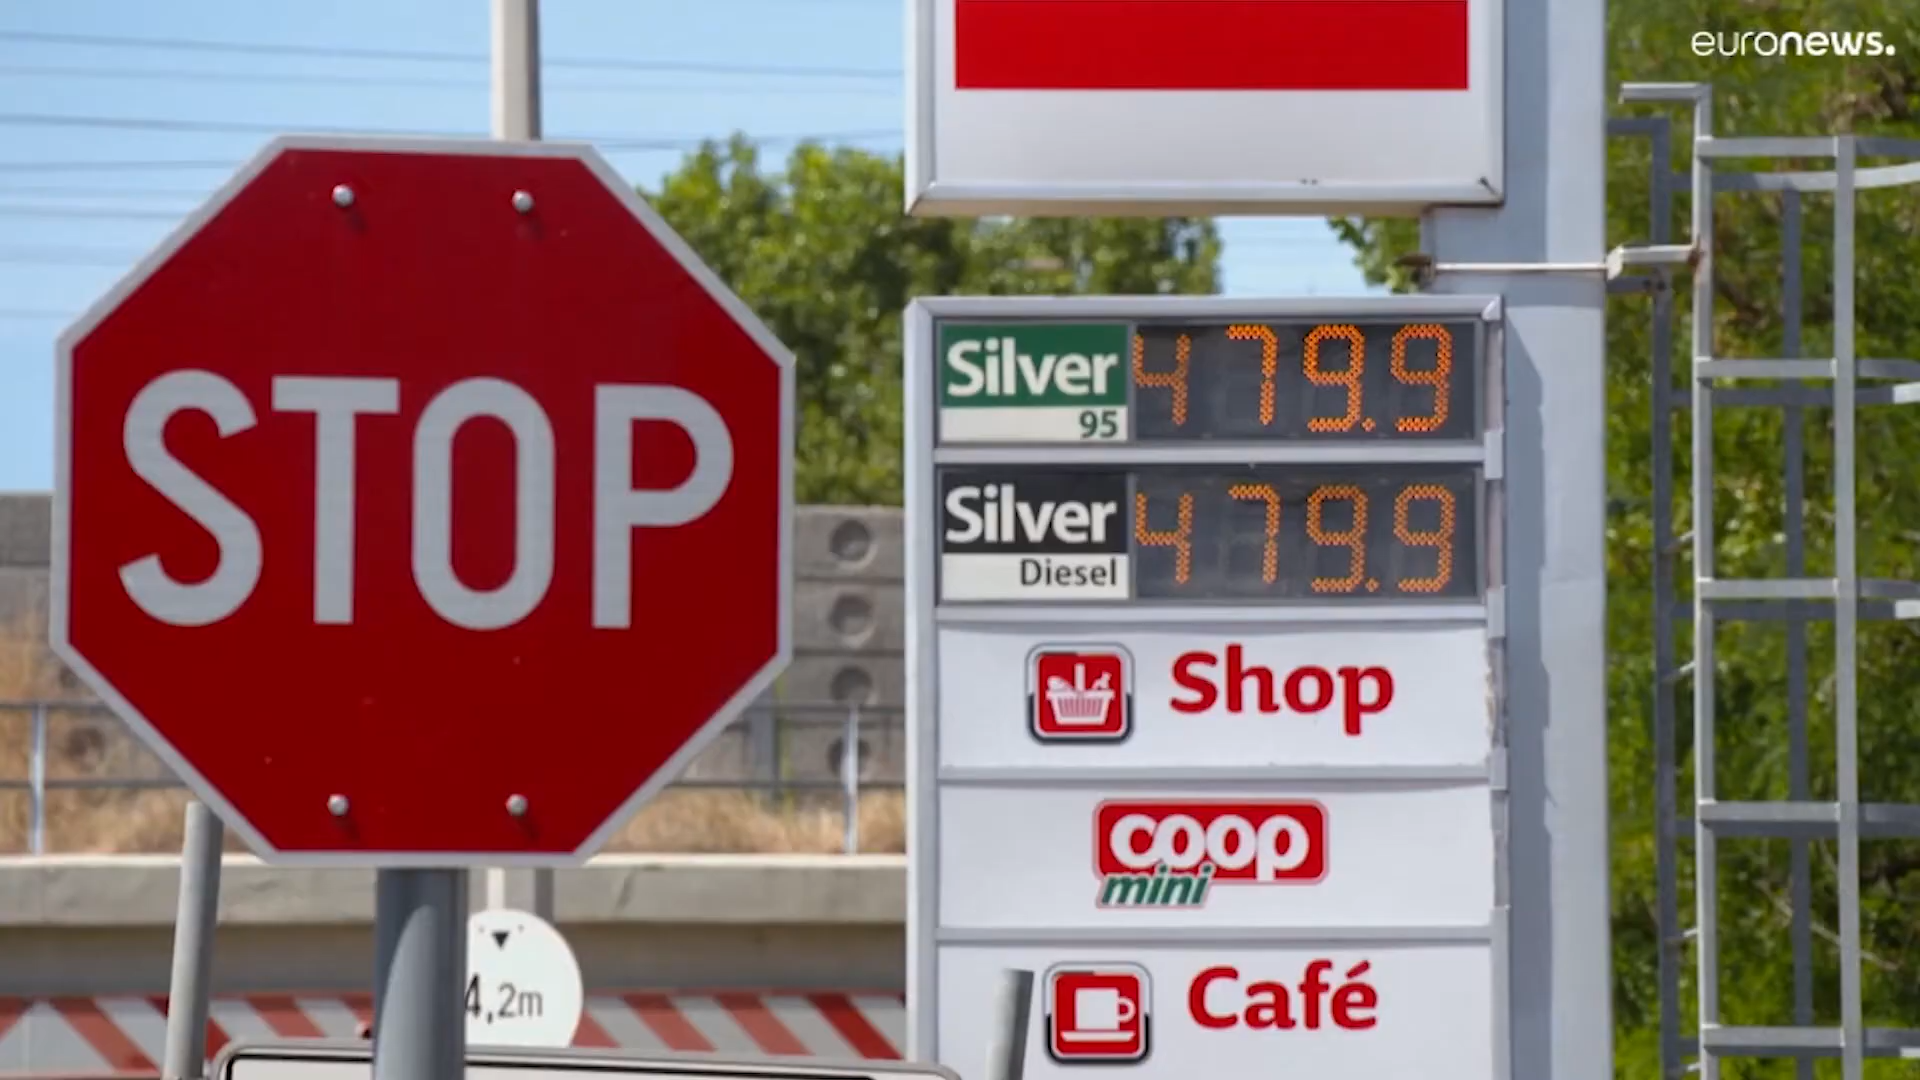 euronews.
STOP
Silver 479.9
95
Silver 479.9
Diesel
Shop
coop
mini
Café
4,2m